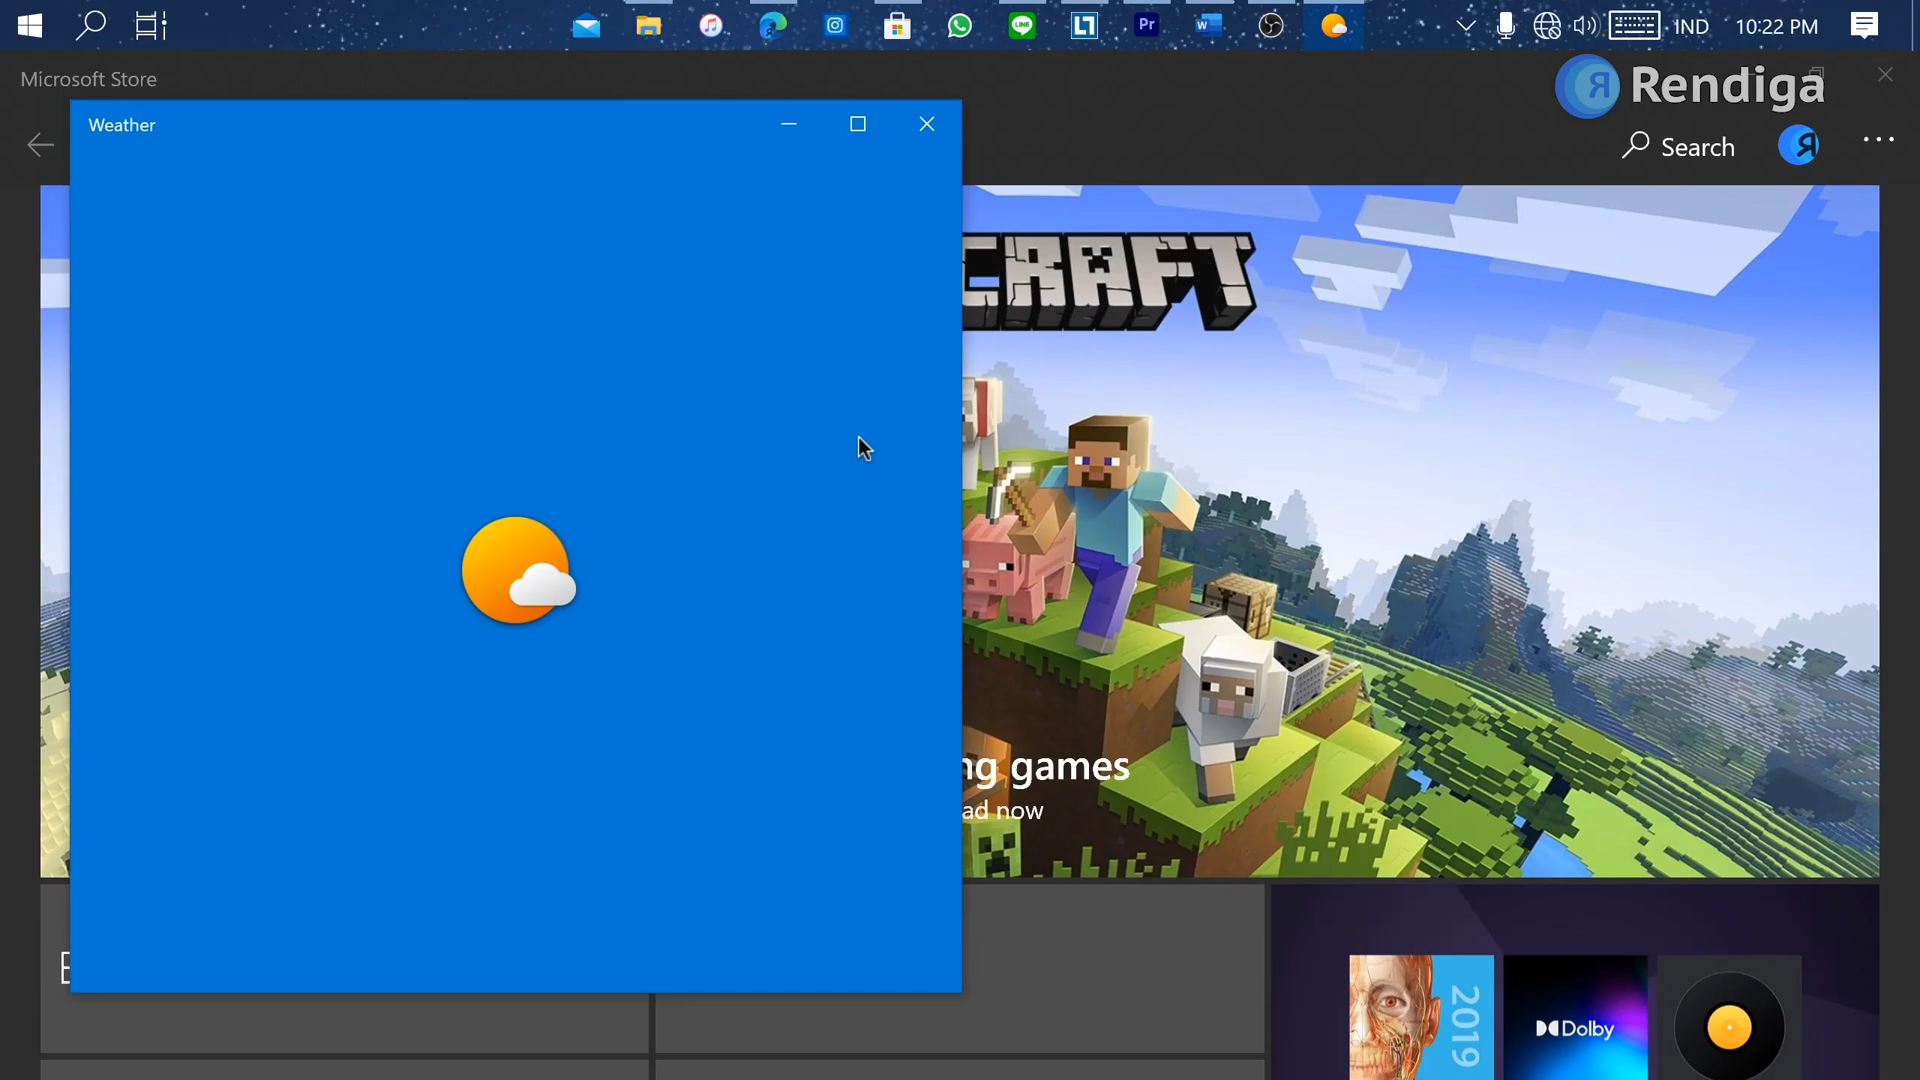 IND
10:22 PM
Microsoft Store
Rendiga
Weather
Search
CRAFT
ng games
ad now
2019
Dolby